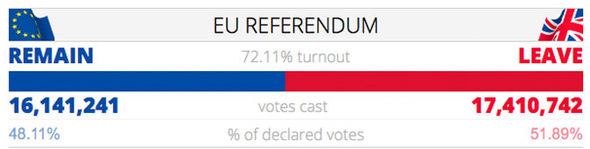 EU REFERENDUM
REMAIN 72.11% turnout LEAVE
16,141,241 votes cast 17,410,742
48.11% % of declared votes 51.89%